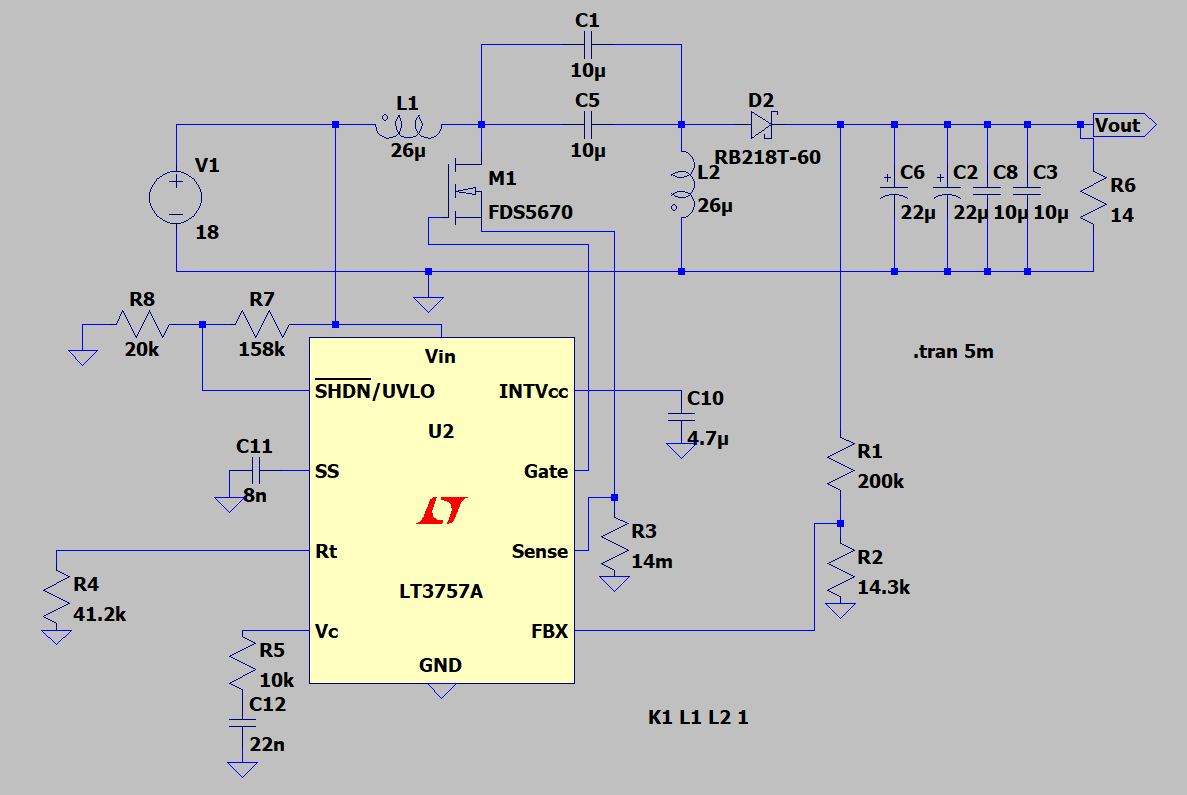 C1
10µ
C5
10µ
L1
26µ
D2
RB218T-60
Vout
V1
18
M1
FDS5670
L2
26µ
C6
22µ
C2
22µ
C8
10µ
C3
10µ
R6
14
R8
20k
R7
158k
.tran 5m
Vin
SHDN/UVLO
INTVcc
U2
C10
4.7µ
C11
8n
SS
Gate
R1
200k
Rt
Sense
R3
14m
R2
14.3k
R4
41.2k
LT3757A
Vc
FBX
R5
10k
GND
C12
22n
K1 L1 L2 1